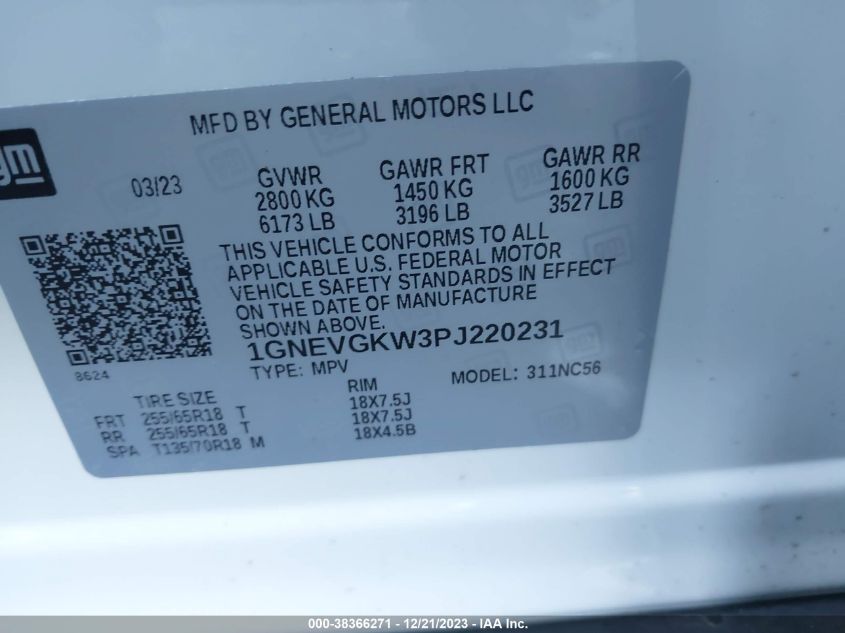 MFD BY GENERAL MOTORS LLC
gm
03/23
GVWR GAWR FRT GAWR RR
2800 KG 1450 KG 1600 KG
6173 LB 3196 LB 3527 LB
THIS VEHICLE CONFORMS TO ALL
APPLICABLE U.S. FEDERAL MOTOR
VEHICLE SAFETY STANDARDS IN EFFECT
ON THE DATE OF MANUFACTURE
SHOWN ABOVE.
1GNEVGKW3PJ220231
8624
TYPE: MPV MODEL: 311NC56
TIRE SIZE RIM
FRT 255/65R18 T 18X7.5J
RR 255/65R18 T 18X7.5J
SPA T135/70R18 M 18X4.5B
000-38366271 - 12/21/2023 - IAA Inc.